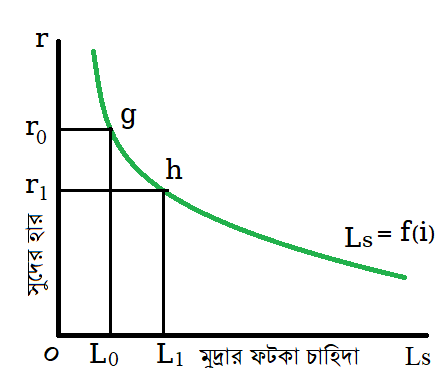 r
g
r₀
h
r₁
সুদের হার
Ls = f(i)
o L₀ L₁ মুদ্রার ফটকা চাহিদা Ls